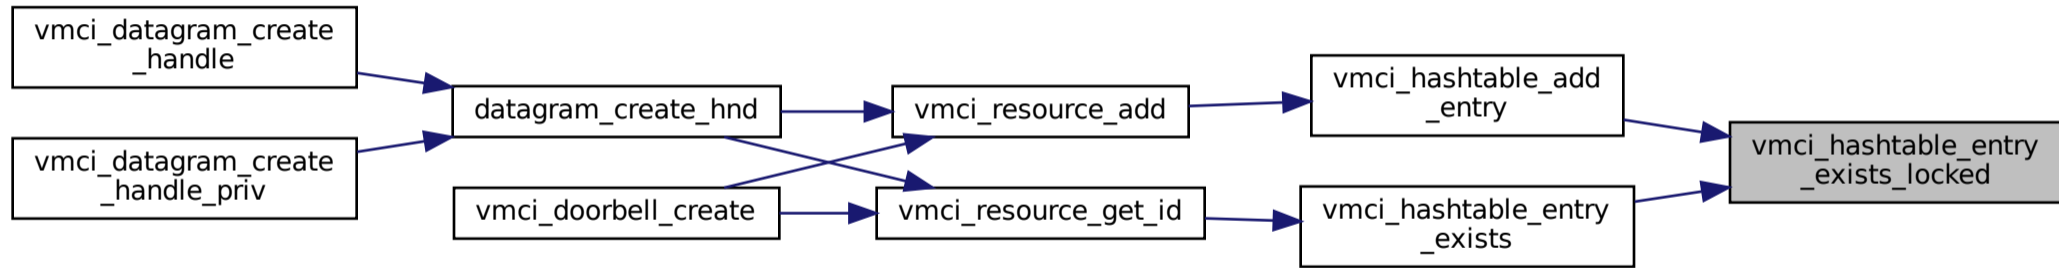 vmci_datagram_create
_handle
vmci_datagram_create
_handle_priv
datagram_create_hnd
vmci_doorbell_create
vmci_resource_add
vmci_resource_get_id
vmci_hashtable_add
_entry
vmci_hashtable_entry
_exists
vmci_hashtable_entry
_exists_locked